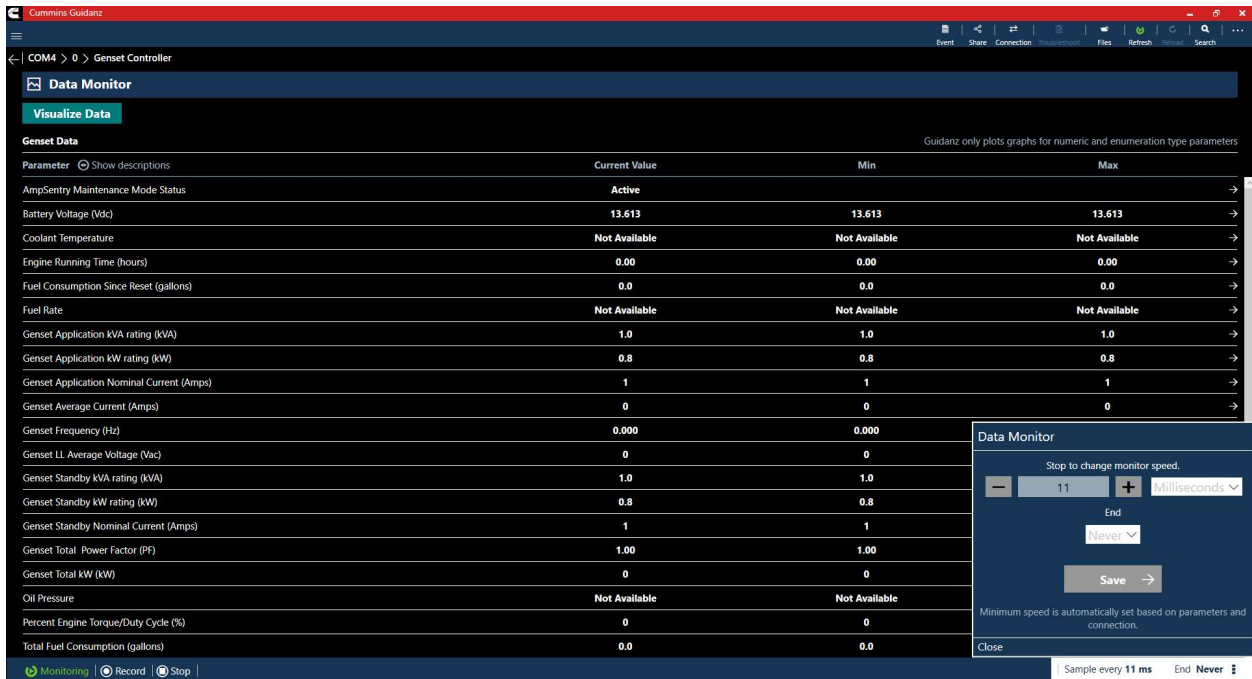 Cummins Guidanz
Event Share Connection Troubleshoot Files Refresh Reload Search
COM4 > 0 > Genset Controller
Data Monitor
Visualize Data
Genset Data Guidanz only plots graphs for numeric and enumeration type parameters
Parameter Show descriptions Current Value Min Max
AmpSentry Maintenance Mode Status Active
Battery Voltage (Vdc) 13.613 13.613 13.613
Coolant Temperature Not Available Not Available Not Available
Engine Running Time (hours) 0.00 0.00 0.00
Fuel Consumption Since Reset (gallons) 0.0 0.0 0.0
Fuel Rate Not Available Not Available Not Available
Genset Application kVA rating (kVA) 1.0 1.0 1.0
Genset Application kW rating (kW) 0.8 0.8 0.8
Genset Application Nominal Current (Amps) 1 1 1
Genset Average Current (Amps) 0 0 0
Genset Frequency (Hz) 0.000 0.000
Genset LL Average Voltage (Vac) 0 0
Genset Standby kVA rating (kVA) 1.0 1.0
Genset Standby kW rating (kW) 0.8 0.8
Genset Standby Nominal Current (Amps) 1 1
Genset Total Power Factor (PF) 1.00 1.00
Genset Total kW (kW) 0 0
Oil Pressure Not Available Not Available
Percent Engine Torque/Duty Cycle (%) 0 0
Total Fuel Consumption (gallons) 0.0 0.0
Data Monitor
Stop to change monitor speed.
11 Milliseconds
End
Never
Save
Minimum speed is automatically set based on parameters and
connection.
Close
Monitoring Record Stop Sample every 11 ms End Never